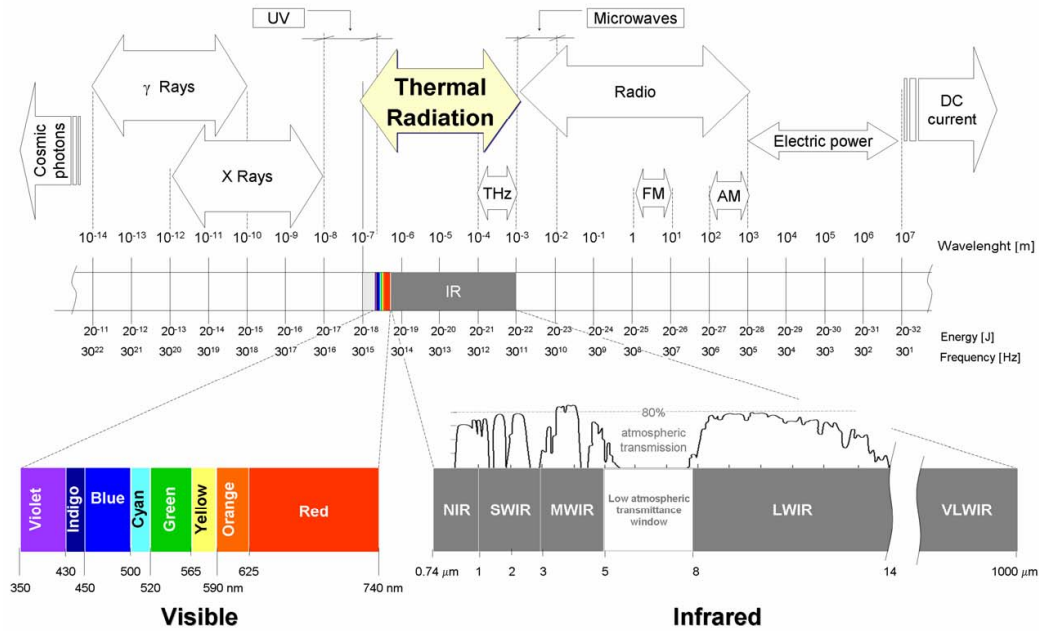 UV
Microwaves
γ Rays
Thermal
Radiation
Radio
DC
current
Cosmic
photons
X Rays
THz
FM
AM
Electric power
10-14 10-13 10-12 10-11 10-10 10-9 10-8 10-7 10-6 10-5 10-4 10-3 10-2 10-1 1 101 102 103 104 105 106 107 Wavelenght [m]
IR
20-11 20-12 20-13 20-14 20-15 20-16 20-17 20-18 20-19 20-20 20-21 20-22 20-23 20-24 20-25 20-26 20-27 20-28 20-29 20-30 20-31 20-32 Energy [J]
3022 3021 3020 3019 3018 3017 3016 3015 3014 3013 3012 3011 3010 309 308 307 306 305 304 303 302 301 Frequency [Hz]
80%
atmospheric
transmission
Violet Indigo Blue Cyan Green Yellow Orange Red
NIR SWIR MWIR
Low atmospheric
transmittance
window
LWIR VLWIR
430 500 565 625
350 450 520 590 nm 740 nm
0.74 μm 1 2 3 5 8 14 1000 μm
Visible
Infrared